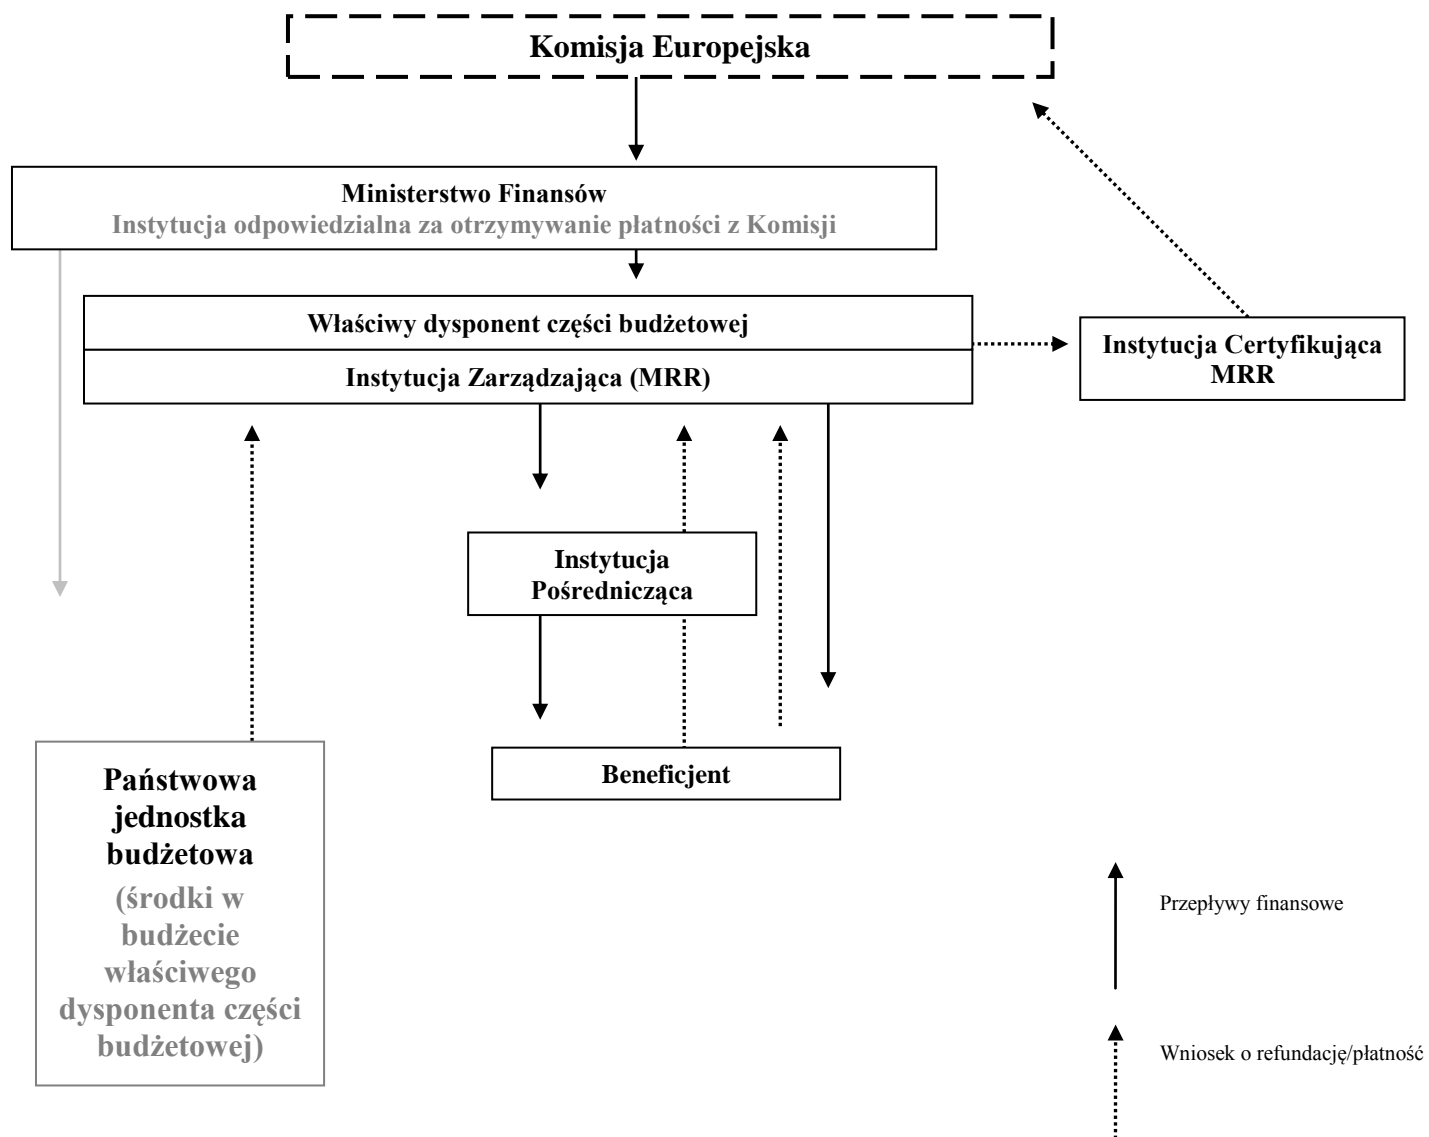 Komisja Europejska
Ministerstwo Finansów
Instytucja odpowiedzialna za otrzymywanie płatności z Komisji
Właściwy dysponent części budżetowej
Instytucja Zarządzająca (MRR)
Instytucja Certyfikująca
MRR
Instytucja
Pośrednicząca
Beneficjent
Państwowa
jednostka
budżetowa
(środki w
budżecie
właściwego
dysponenta części
budżetowej)
Przepływy finansowe
Wniosek o refundację/płatność